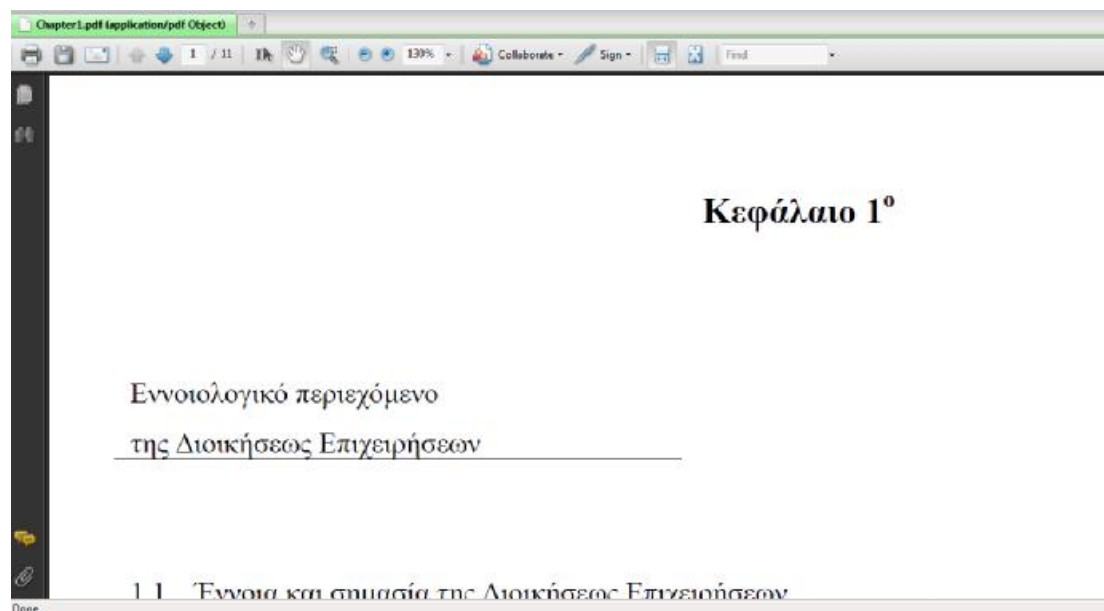 Chapter1.pdf (application/pdf Object)
1 / 11 139% Collaborate Sign Find
Κεφάλαιο 1ο
Εννοιολογικό περιεχόμενο
της Διοικήσεως Επιχειρήσεων
1.1 Έννοια και σημασία της Διοικήσεως Επιχειρήσεων
Done